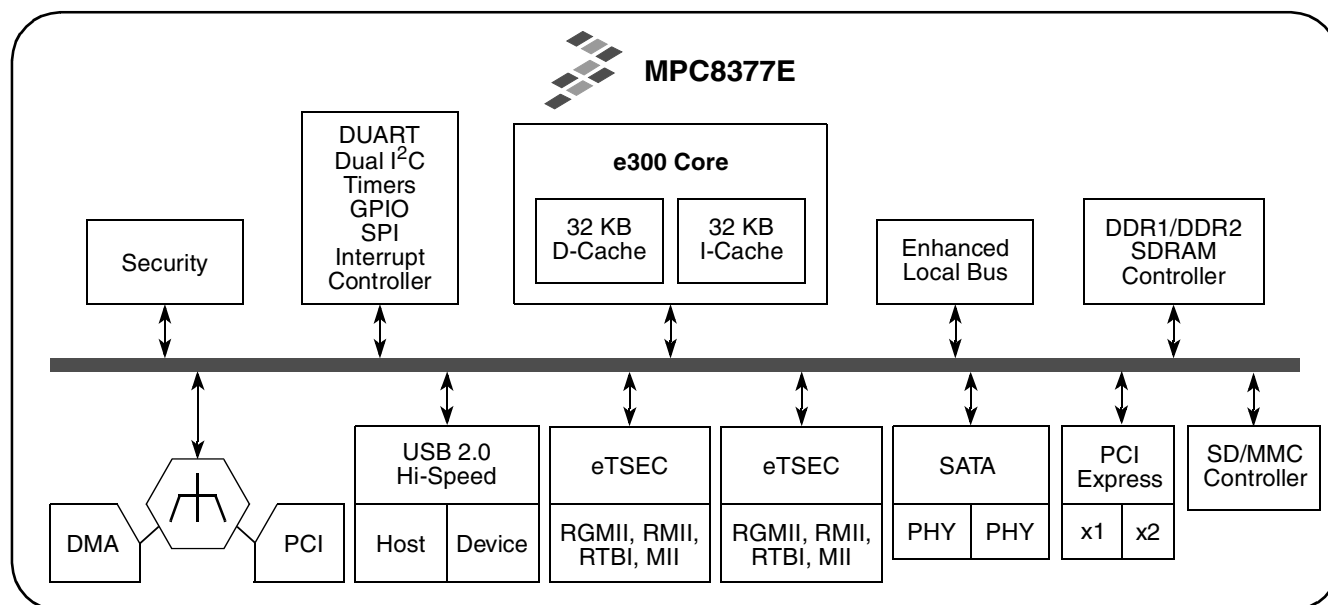 MPC8377E
DUART
Dual I²C
Timers
GPIO
SPI
Interrupt
Controller
e300 Core
32 KB
D-Cache
32 KB
I-Cache
Security
Enhanced
Local Bus
DDR1/DDR2
SDRAM
Controller
DMA
PCI
USB 2.0
Hi-Speed
Host
Device
eTSEC
RGMII, RMII,
RTBI, MII
eTSEC
RGMII, RMII,
RTBI, MII
SATA
PHY
PHY
PCI
Express
x1
x2
SD/MMC
Controller